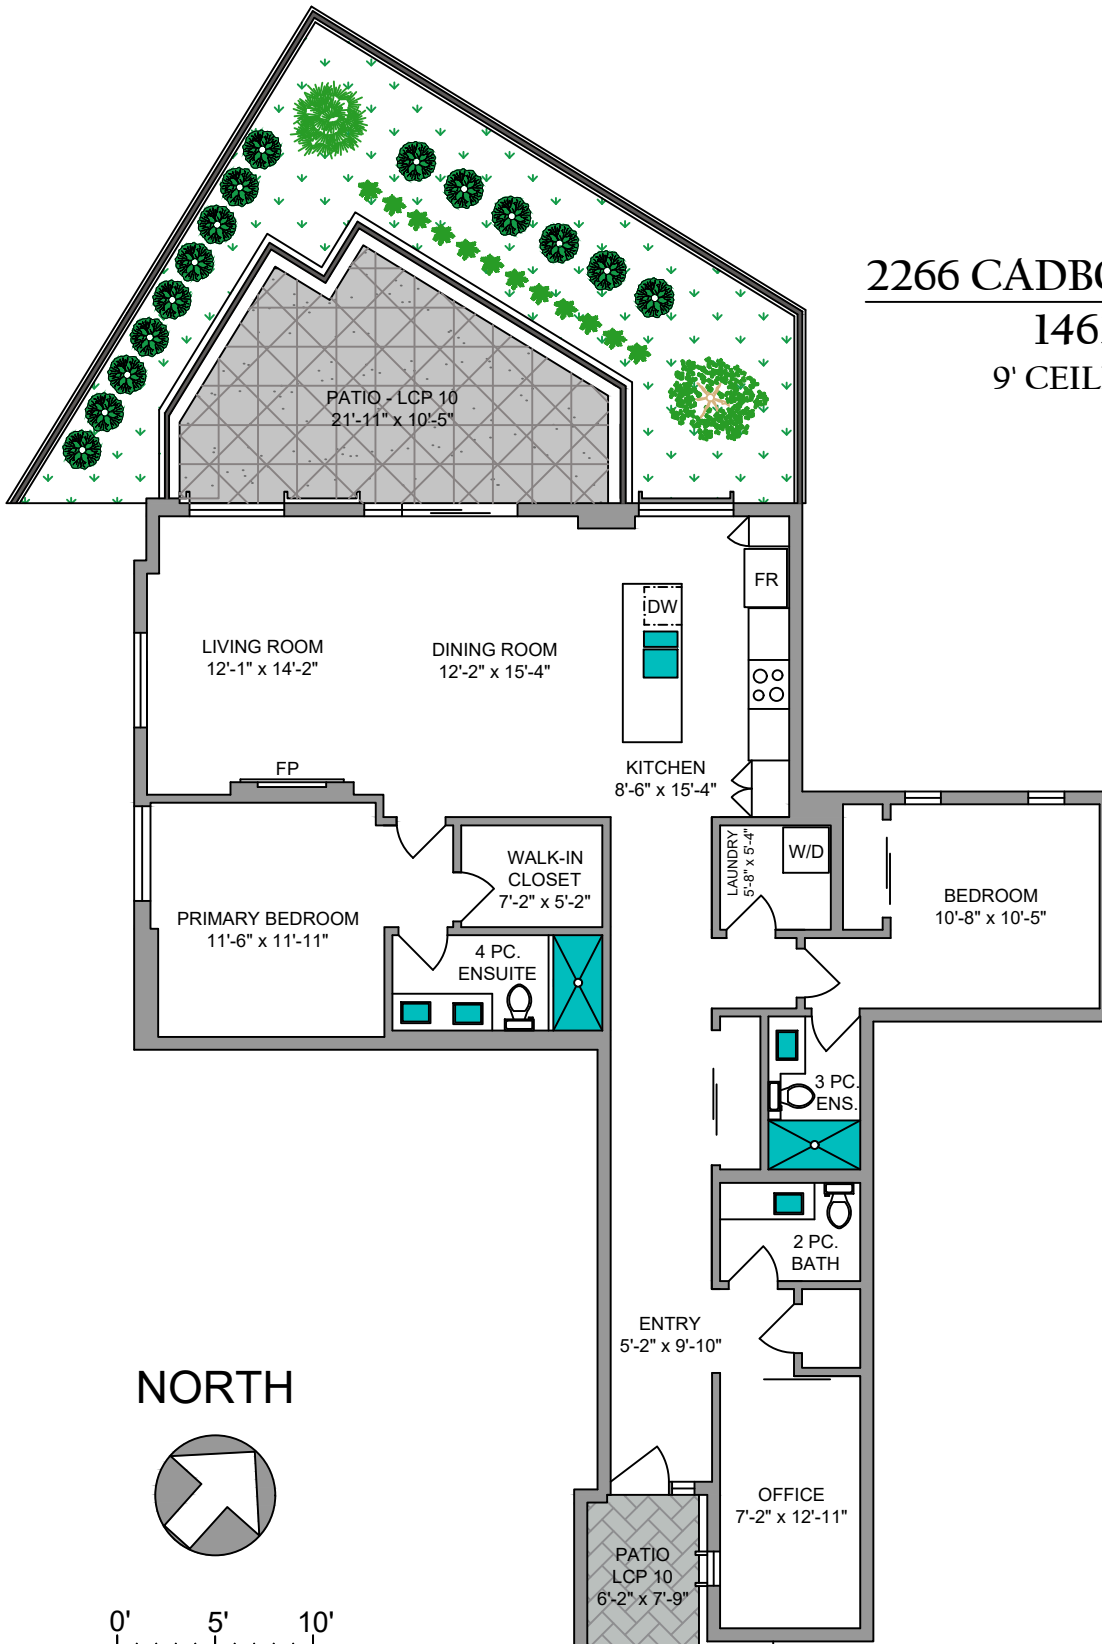 2266 CADBO
146
9' CEIL
PATIO - LCP 10
21'-11" x 10'-5"
FR
DW
LIVING ROOM
12'-1" x 14'-2"
DINING ROOM
12'-2" x 15'-4"
KITCHEN
8'-6" x 15'-4"
FP
LAUNDRY
5'-8" x 5'-4"
W/D
WALK-IN
CLOSET
7'-2" x 5'-2"
BEDROOM
10'-8" x 10'-5"
PRIMARY BEDROOM
11'-6" x 11'-11"
4 PC.
ENSUITE
3 PC.
ENS.
2 PC.
BATH
ENTRY
5'-2" x 9'-10"
NORTH
OFFICE
7'-2" x 12'-11"
PATIO
LCP 10
6'-2" x 7'-9"
0' 5' 10'